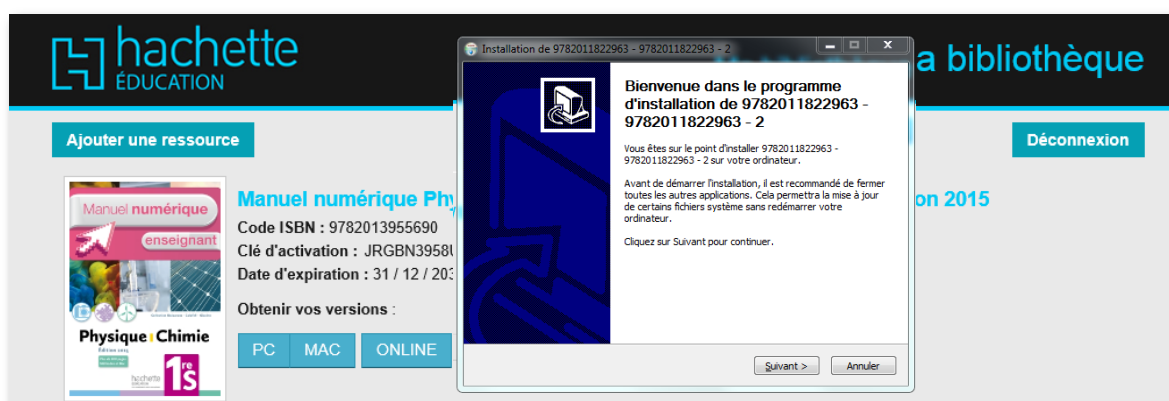 hachette
ÉDUCATION
a bibliothèque
Ajouter une ressource
Déconnexion
Manuel numérique
enseignant
Physique Chimie
Édition 2015
hachette
1re S
Manuel numérique Phy
on 2015
Code ISBN : 9782013955690
Clé d'activation : JRGBN3958U
Date d'expiration : 31 / 12 / 203
Obtenir vos versions :
PC
MAC
ONLINE
Installation de 9782011822963 - 9782011822963 - 2
Bienvenue dans le programme
d'installation de 9782011822963 -
9782011822963 - 2
Vous êtes sur le point d'installer 9782011822963 -
9782011822963 - 2 sur votre ordinateur.
Avant de démarrer l'installation, il est recommandé de fermer
toutes les autres applications. Cela permettra la mise à jour
de certains fichiers système sans redémarrer votre
ordinateur.
Cliquez sur Suivant pour continuer.
Suivant >
Annuler